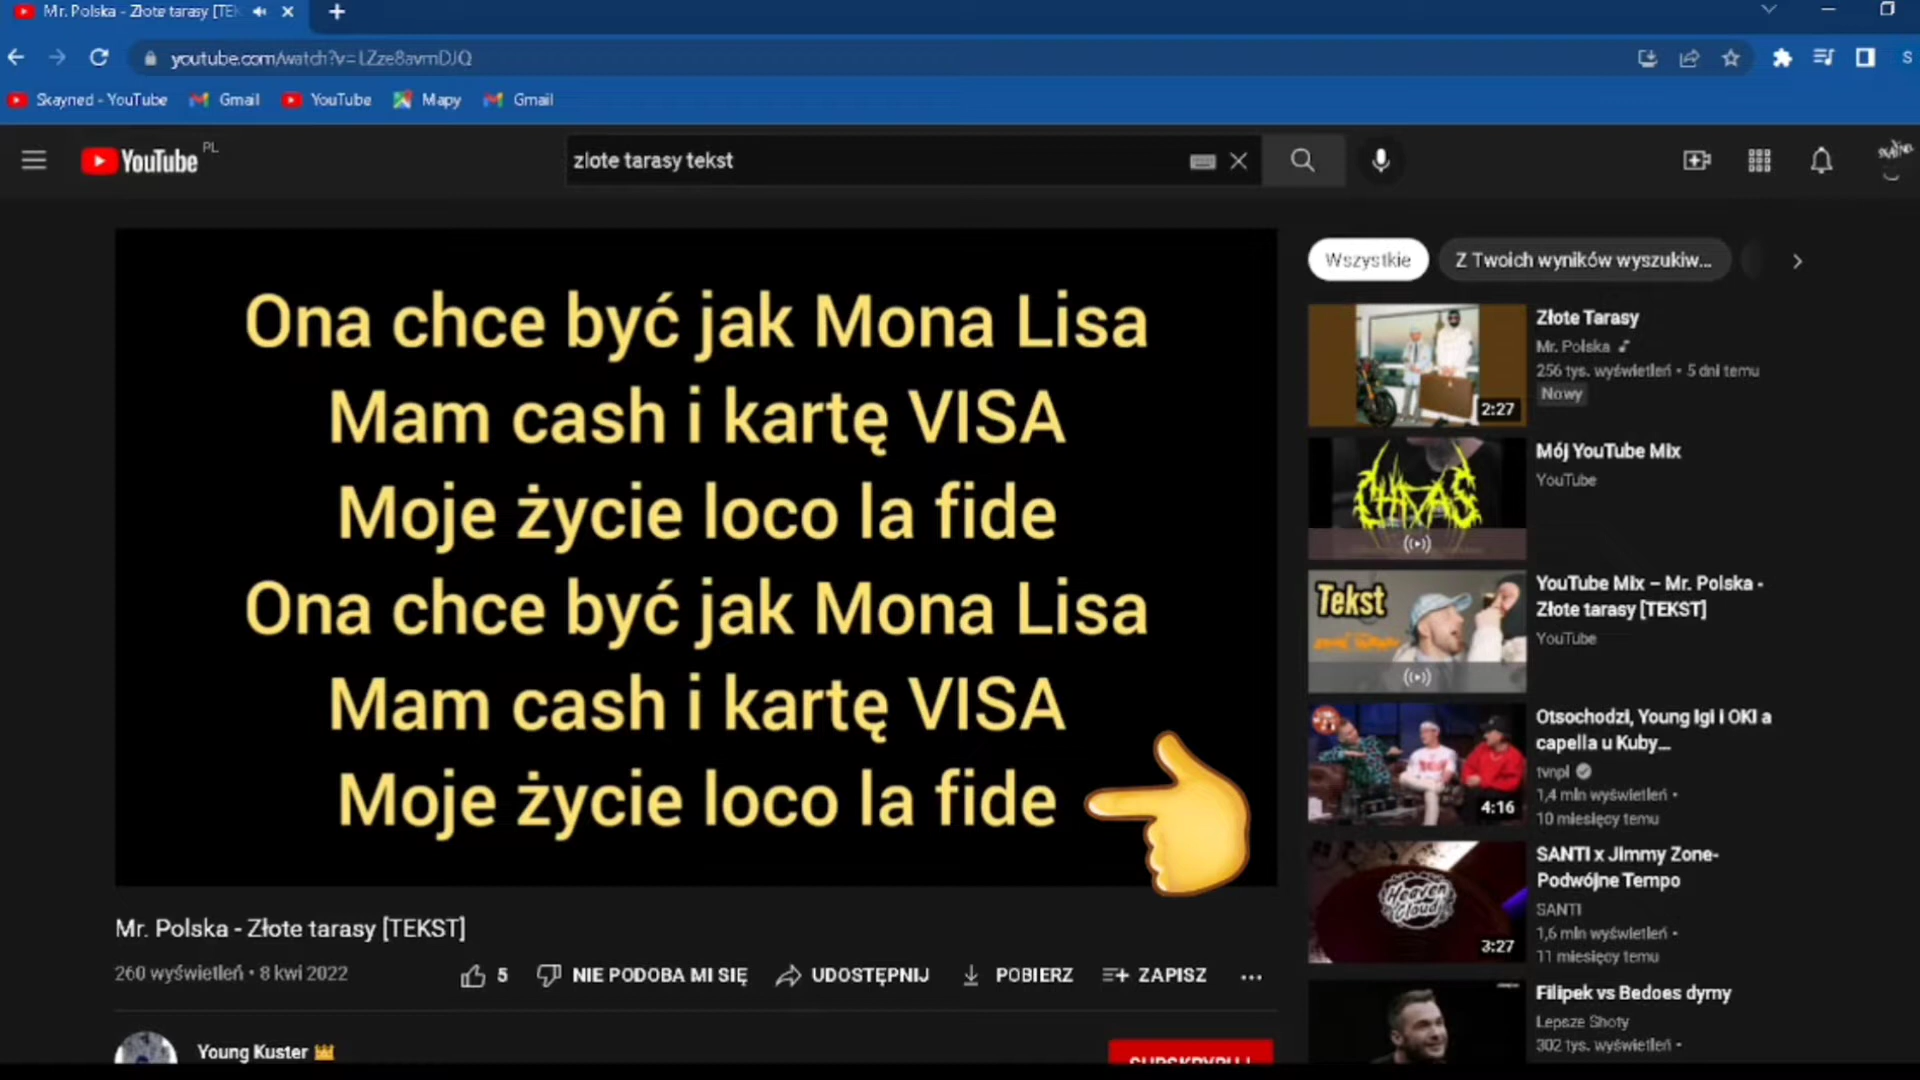 Mr. Polska - Złote tarasy [TEK
youtube.com/watch?v=LZze8avmDJQ
S
Skayned - YouTube
Gmail
YouTube
Mapy
Gmail
YouTube PL
zlote tarasy tekst
Ona chce być jak Mona Lisa
Mam cash i kartę VISA
Moje życie loco la fide
Ona chce być jak Mona Lisa
Mam cash i kartę VISA
Moje życie loco la fide
Mr. Polska - Złote tarasy [TEKST]
260 wyświetleń • 8 kwi 2022
5
NIE PODOBA MI SIĘ
UDOSTĘPNIJ
POBIERZ
ZAPISZ
Young Kuster
SUBSKRYBUJ
Wszystkie
Z Twoich wyników wyszukiw...
Złote Tarasy
Mr. Polska
256 tys. wyświetleń • 5 dni temu
Nowy
2:27
Mój YouTube Mix
YouTube
CHIVAS
YouTube Mix – Mr. Polska -
Złote tarasy [TEKST]
YouTube
Tekst
Otsochodzi, Young Igi i OKI a
capella u Kuby...
tvnpl
1,4 mln wyświetleń •
10 miesięcy temu
4:16
SANTI x Jimmy Zone-
Podwójne Tempo
SANTI
1,6 mln wyświetleń •
11 miesięcy temu
Heaven
Cloud
3:27
Filipek vs Bedoes dymy
Lepsze Shoty
302 tys. wyświetleń •